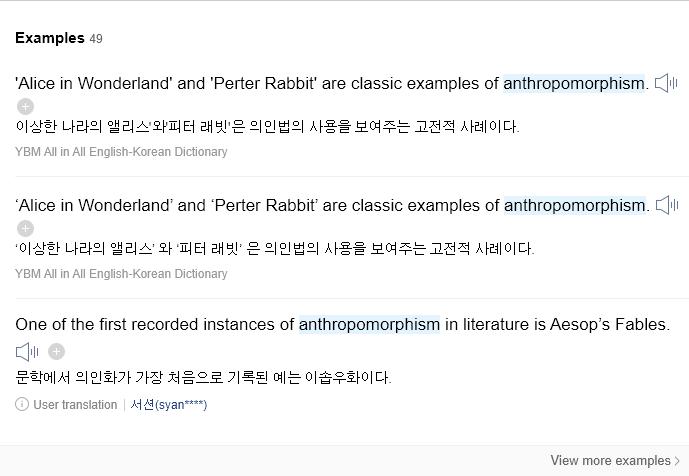 Examples 49
'Alice in Wonderland' and 'Perter Rabbit' are classic examples of anthropomorphism.
이상한 나라의 앨리스'와'피터 래빗'은 의인법의 사용을 보여주는 고전적 사례이다.
YBM All in All English-Korean Dictionary
‘Alice in Wonderland’ and ‘Perter Rabbit’ are classic examples of anthropomorphism.
‘이상한 나라의 앨리스’ 와 ‘피터 래빗’ 은 의인법의 사용을 보여주는 고전적 사례이다.
YBM All in All English-Korean Dictionary
One of the first recorded instances of anthropomorphism in literature is Aesop’s Fables.
문학에서 의인화가 가장 처음으로 기록된 예는 이솝우화이다.
User translation 서션(syan****)
View more examples